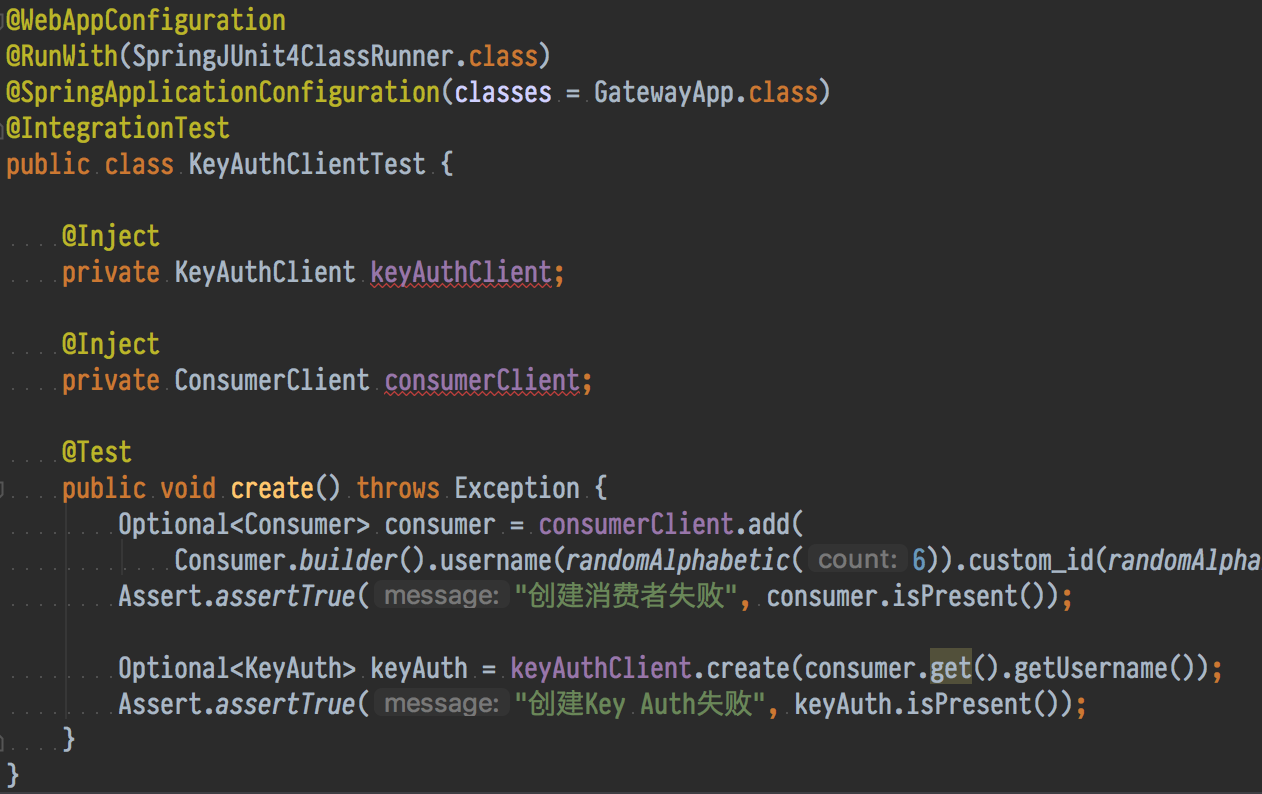 @WebAppConfiguration
@RunWith(SpringJUnit4ClassRunner.class)
@SpringApplicationConfiguration(classes = GatewayApp.class)
@IntegrationTest
public class KeyAuthClientTest {
@Inject
private KeyAuthClient keyAuthClient;
@Inject
private ConsumerClient consumerClient;
@Test
public void create() throws Exception {
Optional<Consumer> consumer = consumerClient.add(
Consumer.builder().username(randomAlphabetic( count: 6)).custom_id(randomAlpha
Assert.assertTrue( message: "创建消费者失败", consumer.isPresent());
Optional<KeyAuth> keyAuth = keyAuthClient.create(consumer.get().getUsername());
Assert.assertTrue( message: "创建Key Auth失败", keyAuth.isPresent());
}
}